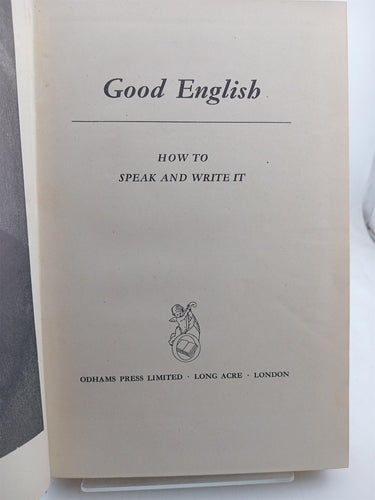 Good English
HOW TO
SPEAK AND WRITE IT
ODHAMS PRESS LIMITED · LONG ACRE · LONDON